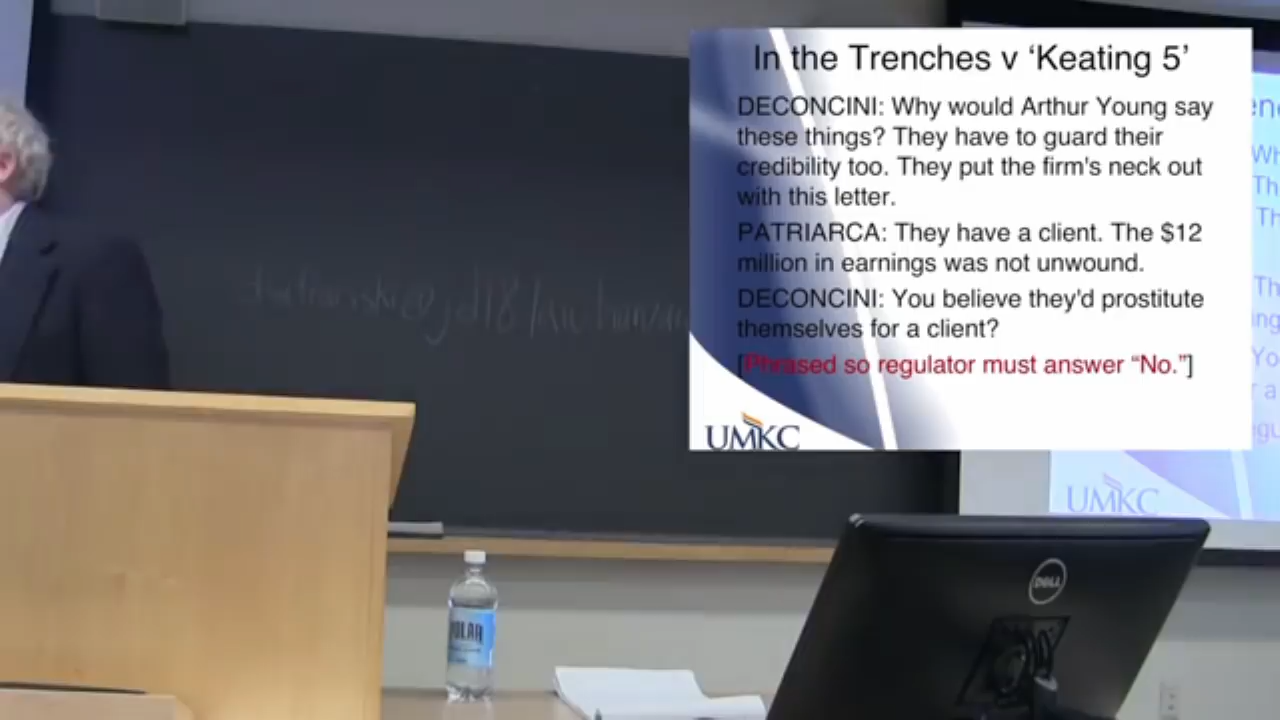 In the Trenches v ‘Keating 5’
DECONCINI: Why would Arthur Young say
these things? They have to guard their
credibility too. They put the firm's neck out
with this letter.
PATRIARCA: They have a client. The $12
million in earnings was not unwound.
DECONCINI: You believe they'd prostitute
themselves for a client?
[Phrased so regulator must answer “No.”]
UMKC
UMKC
POLAR
DELL